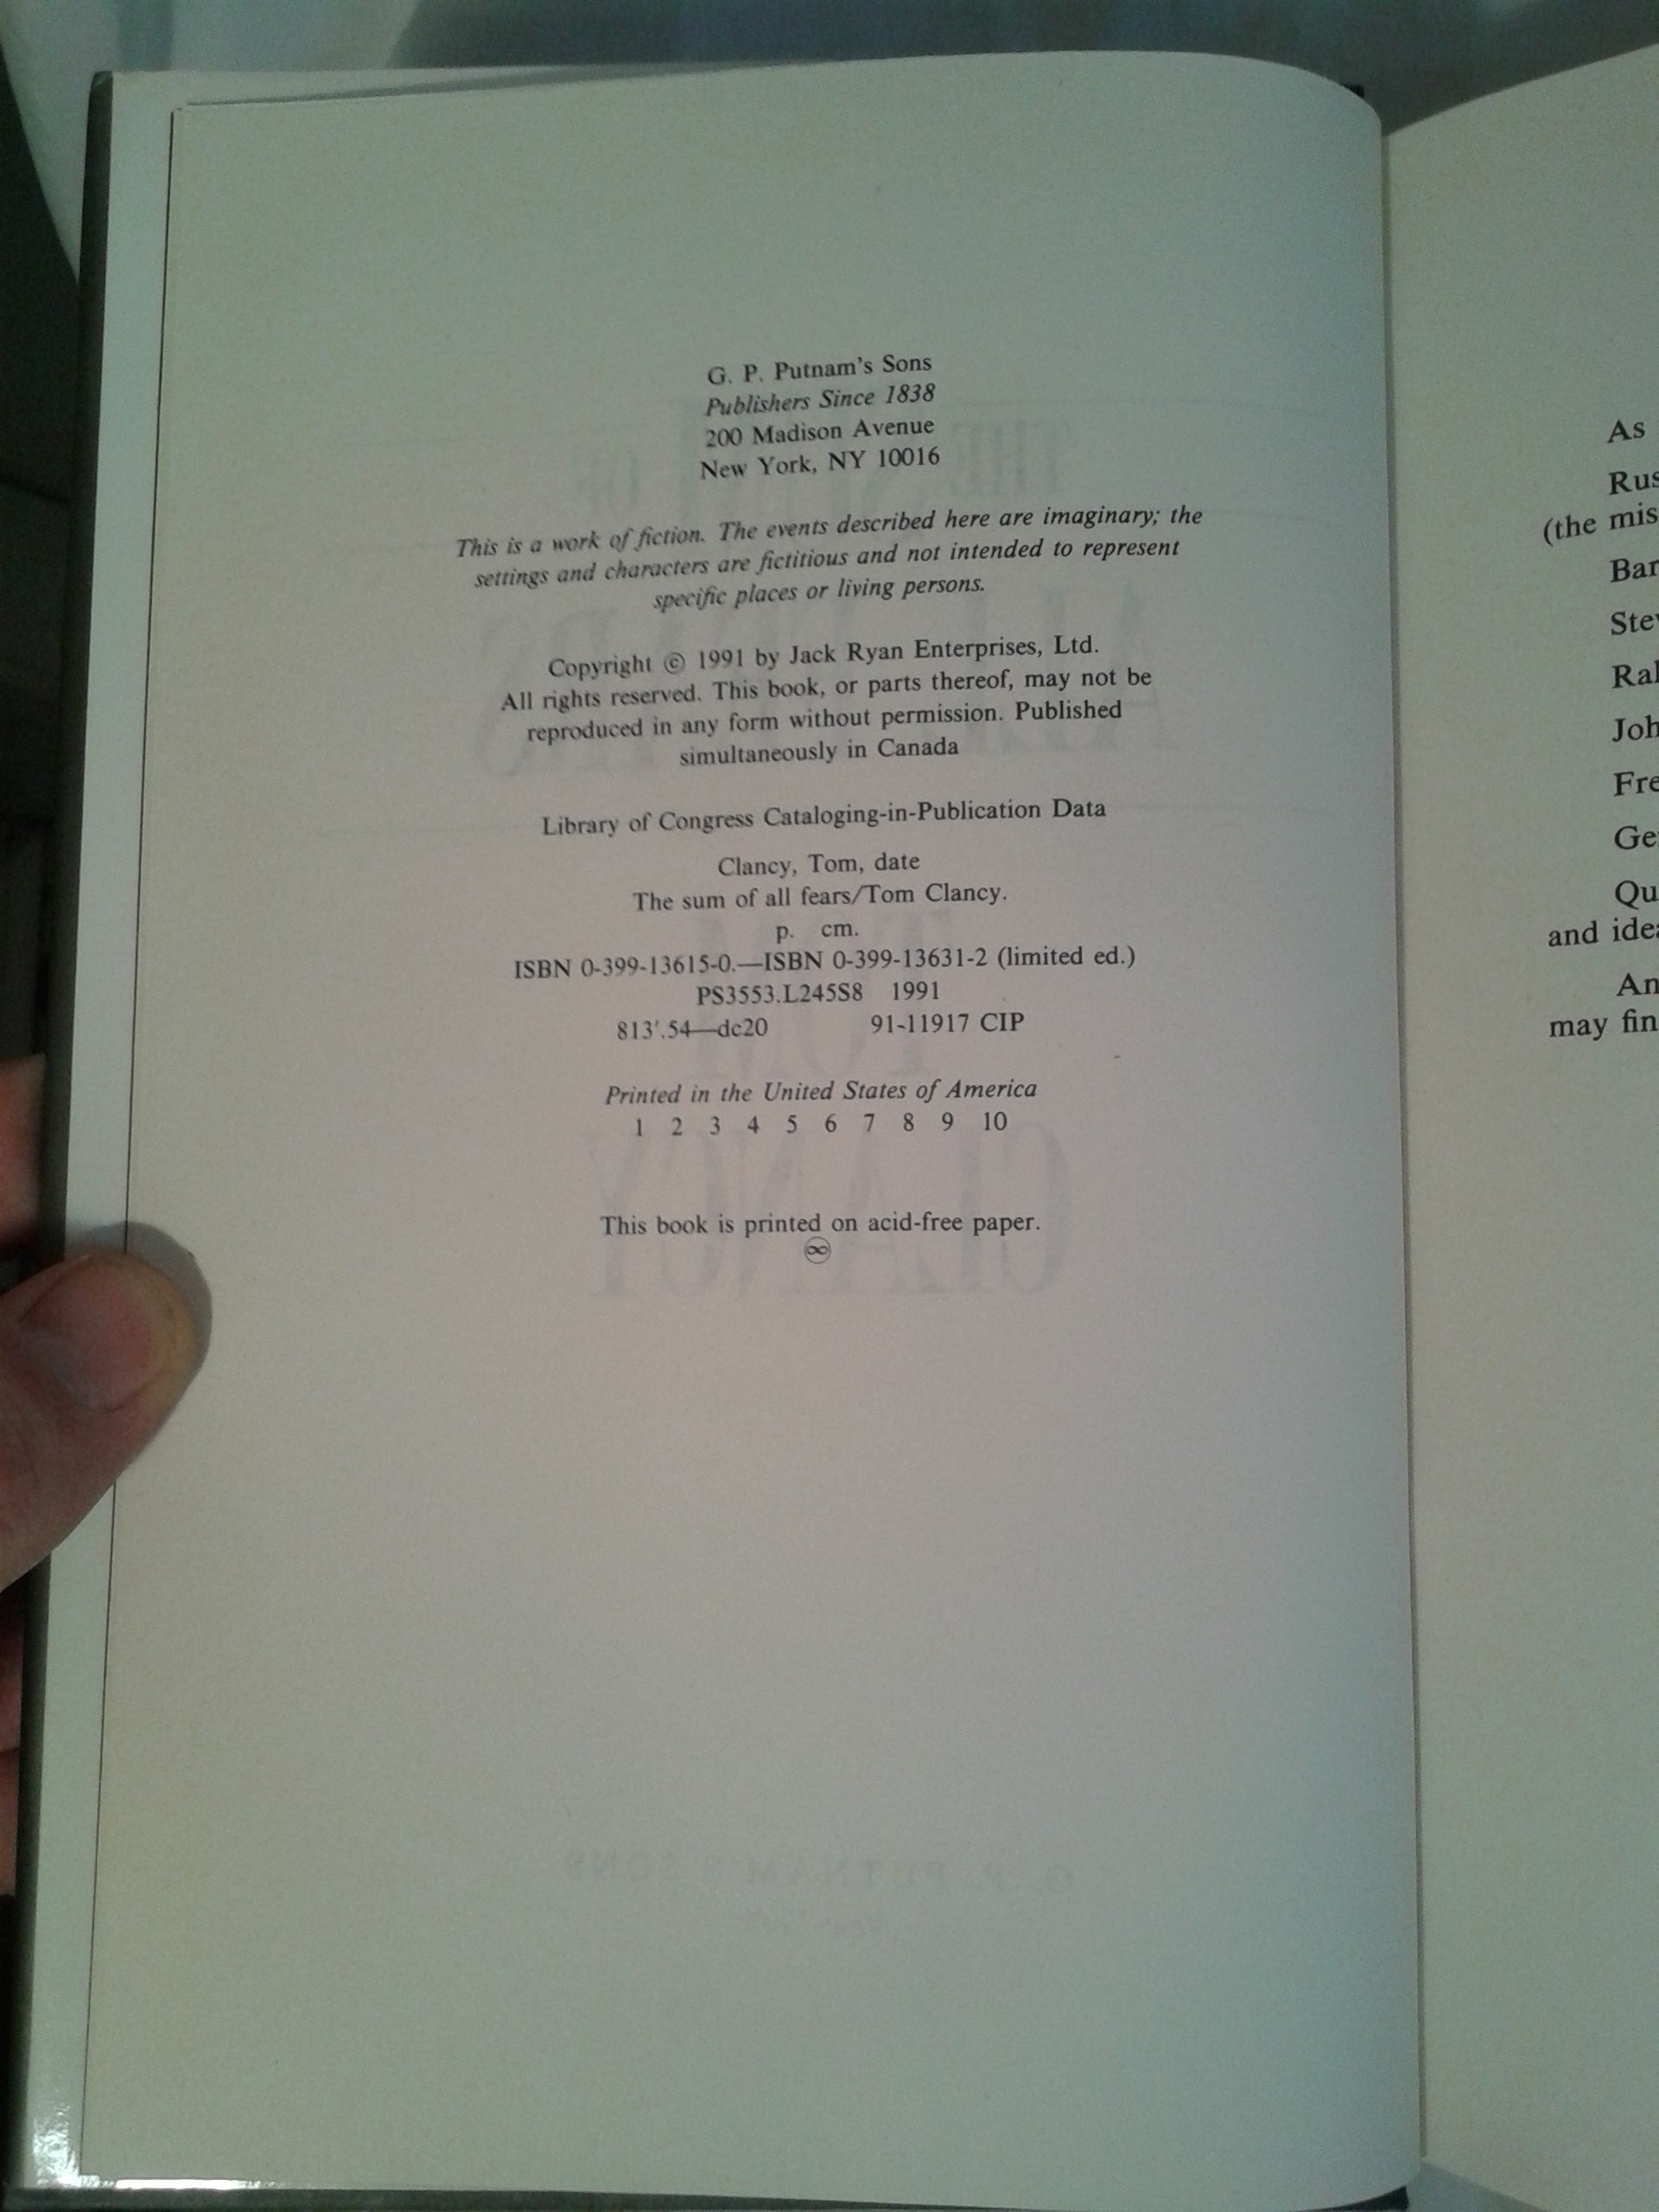 G. P. Putnam's Sons
Publishers Since 1838
200 Madison Avenue
New York, NY 10016
This is a work of fiction. The events described here are imaginary; the
settings and characters are fictitious and not intended to represent
specific places or living persons.
Copyright © 1991 by Jack Ryan Enterprises, Ltd.
All rights reserved. This book, or parts thereof, may not be
reproduced in any form without permission. Published
simultaneously in Canada
Library of Congress Cataloging-in-Publication Data
Clancy, Tom, date
The sum of all fears/Tom Clancy.
p. cm.
ISBN 0-399-13615-0.—ISBN 0-399-13631-2 (limited ed.)
PS3553.L245S8 1991
813'.54—dc20 91-11917 CIP
Printed in the United States of America
1 2 3 4 5 6 7 8 9 10
This book is printed on acid-free paper.
♾
As
Rus
(the mis
Bar
Ste
Ral
Joh
Fre
Ge
Qu
and ide
An
may fin